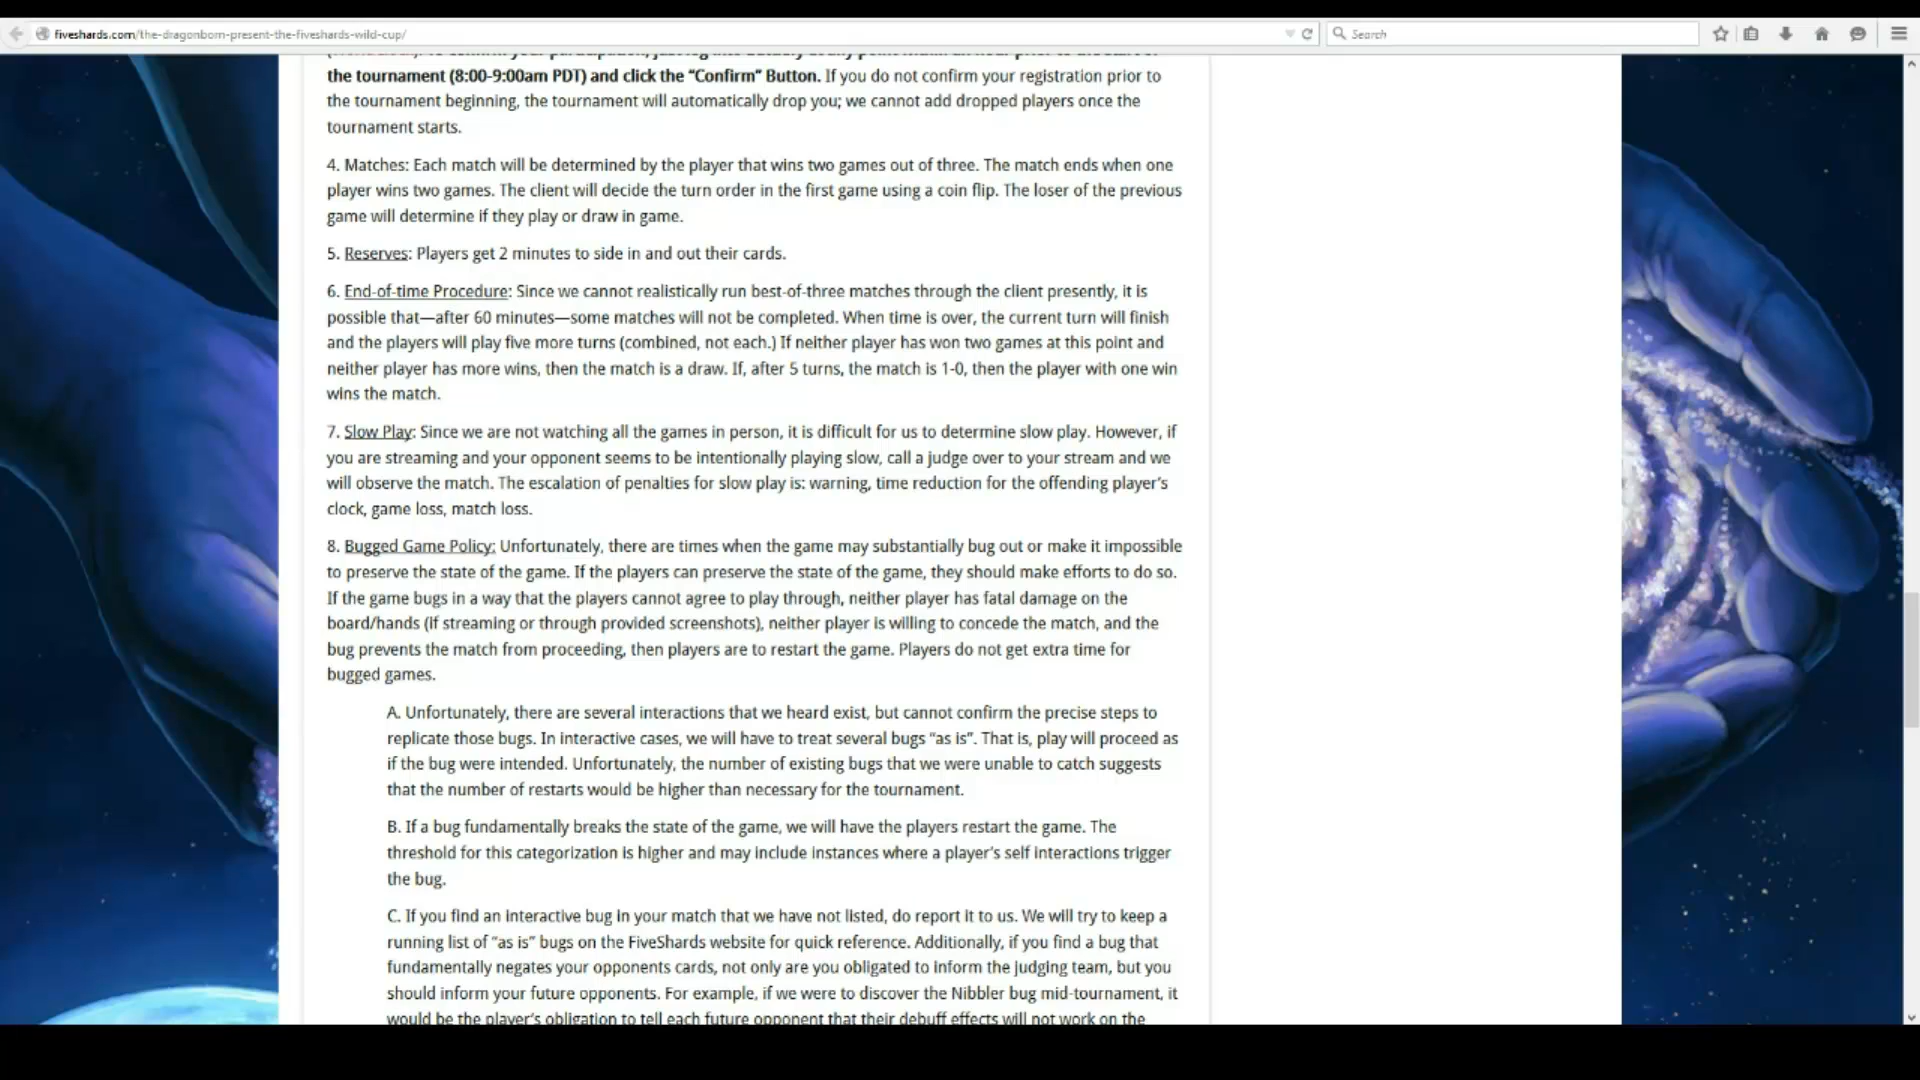 fiveshards.com/the-dragonborn-present-the-fiveshards-wild-cup/
Search
the tournament (8:00-9:00am PDT) and click the “Confirm” Button. If you do not confirm your registration prior to
the tournament beginning, the tournament will automatically drop you; we cannot add dropped players once the
tournament starts.
4. Matches: Each match will be determined by the player that wins two games out of three. The match ends when one
player wins two games. The client will decide the turn order in the first game using a coin flip. The loser of the previous
game will determine if they play or draw in game.
5. Reserves: Players get 2 minutes to side in and out their cards.
6. End-of-time Procedure: Since we cannot realistically run best-of-three matches through the client presently, it is
possible that—after 60 minutes—some matches will not be completed. When time is over, the current turn will finish
and the players will play five more turns (combined, not each.) If neither player has won two games at this point and
neither player has more wins, then the match is a draw. If, after 5 turns, the match is 1-0, then the player with one win
wins the match.
7. Slow Play: Since we are not watching all the games in person, it is difficult for us to determine slow play. However, if
you are streaming and your opponent seems to be intentionally playing slow, call a judge over to your stream and we
will observe the match. The escalation of penalties for slow play is: warning, time reduction for the offending player’s
clock, game loss, match loss.
8. Bugged Game Policy: Unfortunately, there are times when the game may substantially bug out or make it impossible
to preserve the state of the game. If the players can preserve the state of the game, they should make efforts to do so.
If the game bugs in a way that the players cannot agree to play through, neither player has fatal damage on the
board/hands (if streaming or through provided screenshots), neither player is willing to concede the match, and the
bug prevents the match from proceeding, then players are to restart the game. Players do not get extra time for
bugged games.
A. Unfortunately, there are several interactions that we heard exist, but cannot confirm the precise steps to
replicate those bugs. In interactive cases, we will have to treat several bugs “as is”. That is, play will proceed as
if the bug were intended. Unfortunately, the number of existing bugs that we were unable to catch suggests
that the number of restarts would be higher than necessary for the tournament.
B. If a bug fundamentally breaks the state of the game, we will have the players restart the game. The
threshold for this categorization is higher and may include instances where a player’s self interactions trigger
the bug.
C. If you find an interactive bug in your match that we have not listed, do report it to us. We will try to keep a
running list of “as is” bugs on the FiveShards website for quick reference. Additionally, if you find a bug that
fundamentally negates your opponents cards, not only are you obligated to inform the judging team, but you
should inform your future opponents. For example, if we were to discover the Nibbler bug mid-tournament, it
would be the player’s obligation to tell each future opponent that their debuff effects will not work on the